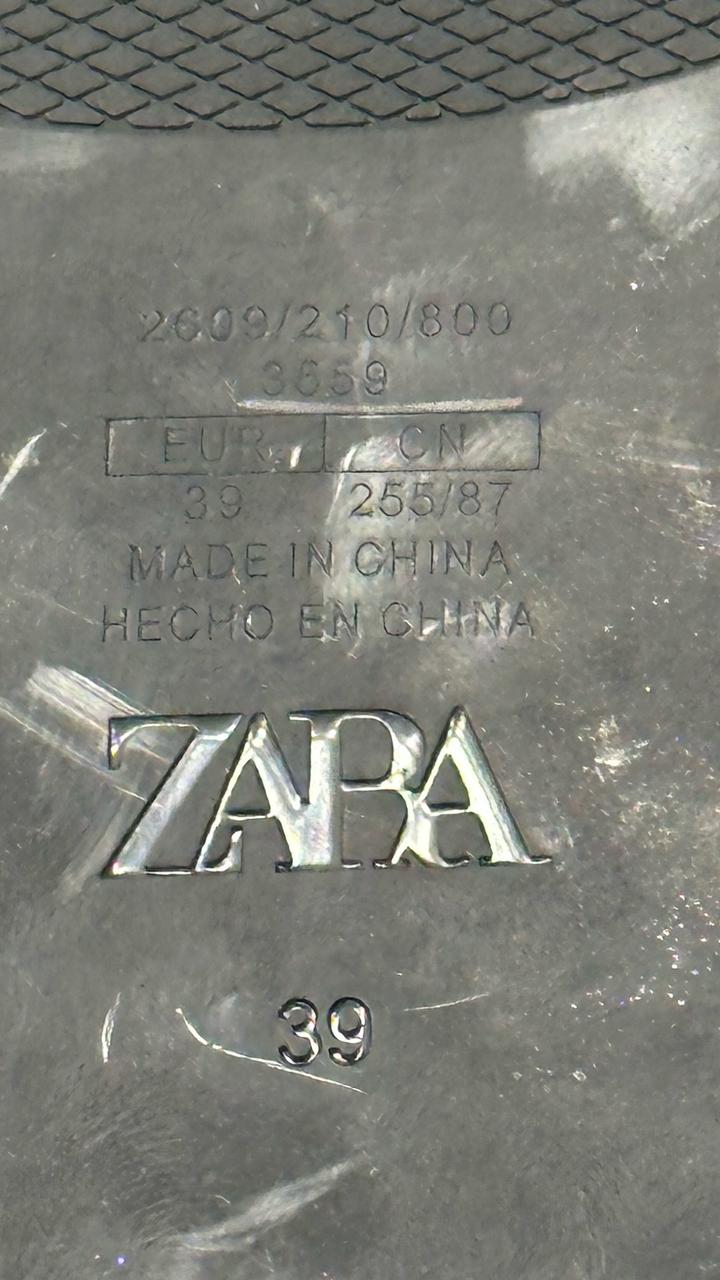 2609/210/800
3659
EUR CN
39 255/87
MADE IN CHINA
HECHO EN CHINA
ZARA
39